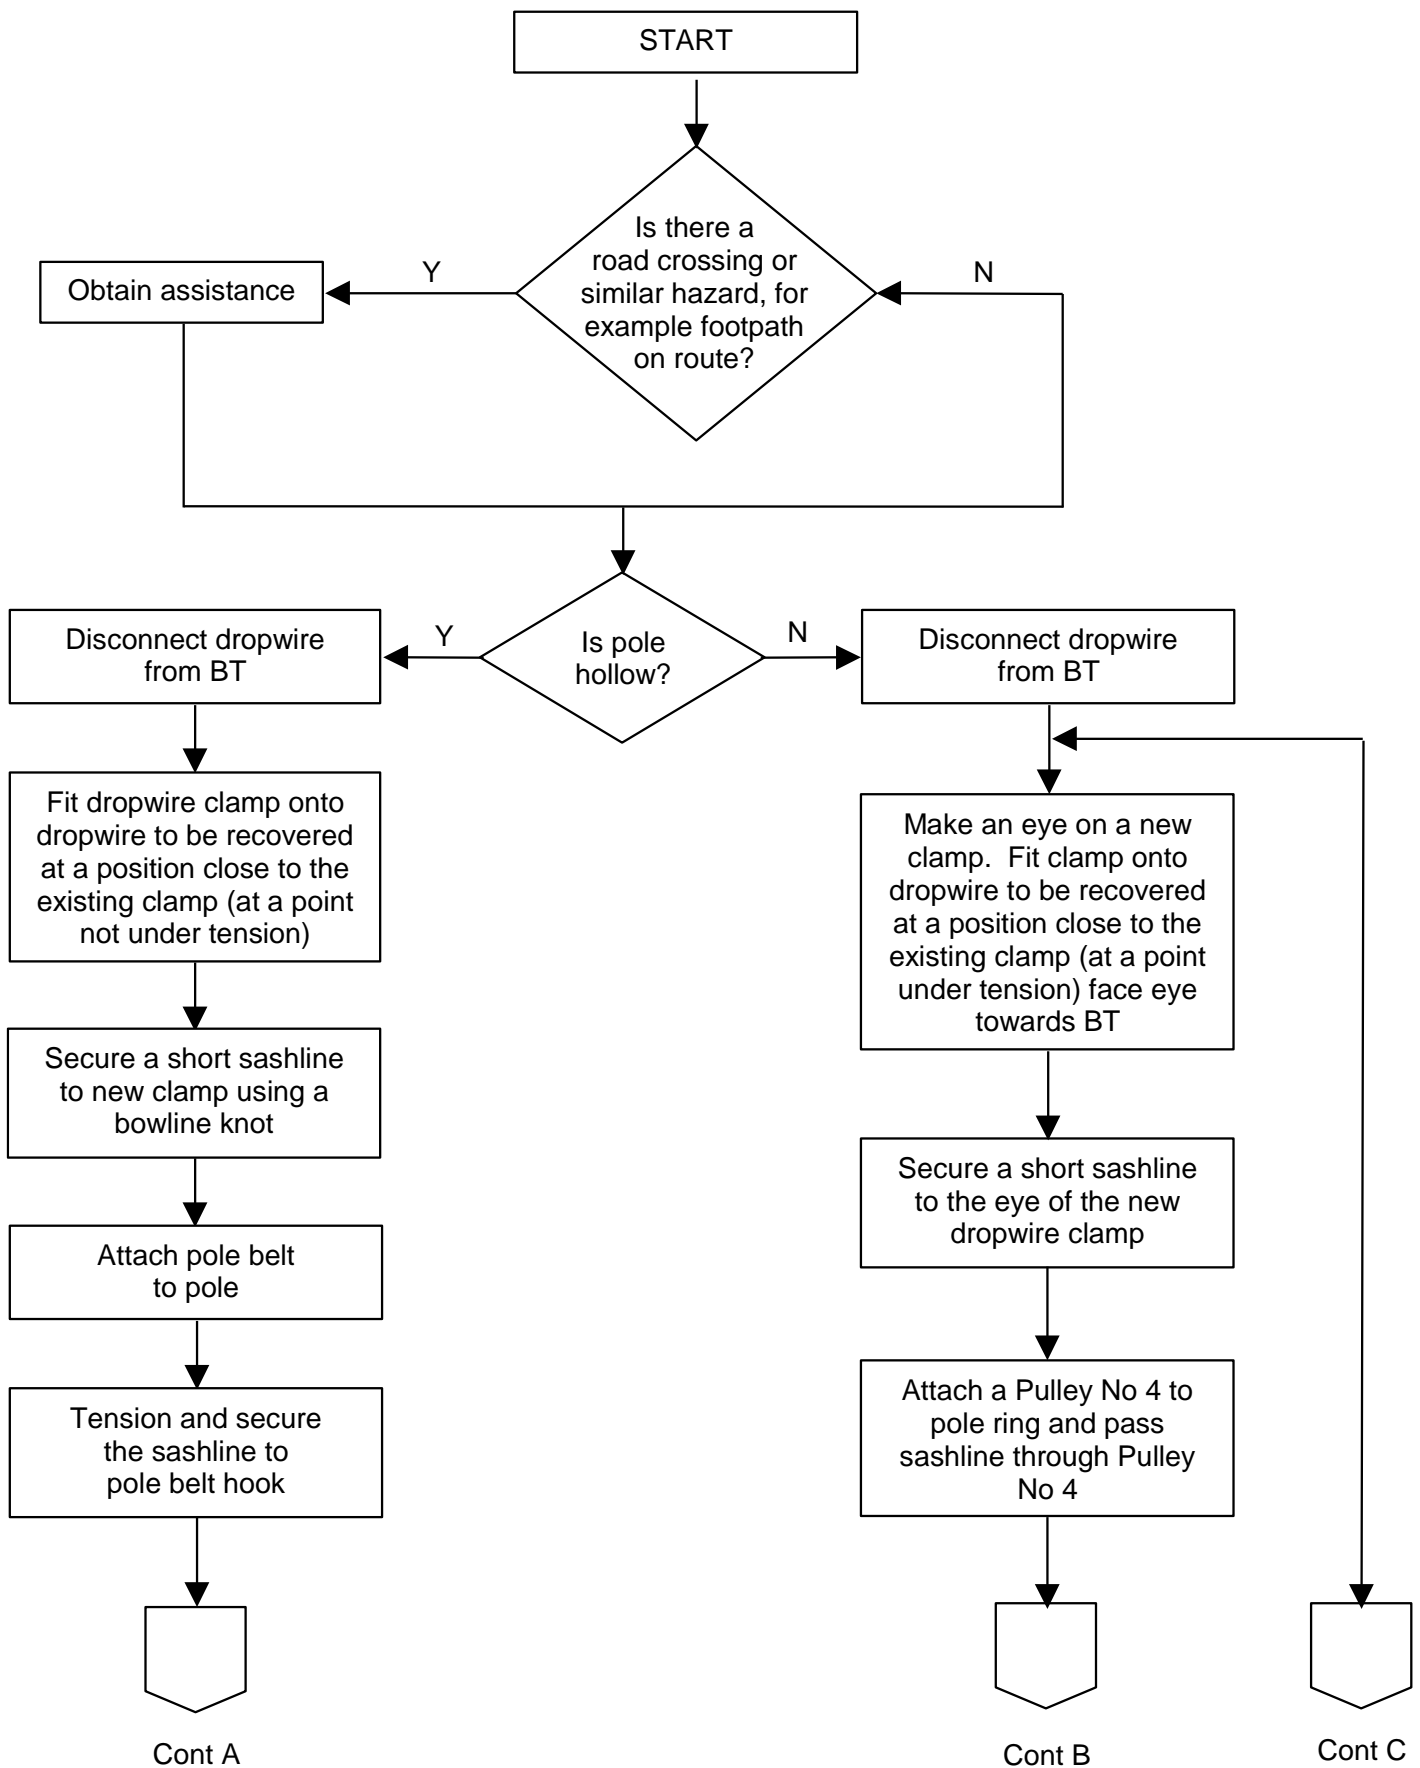 START
Is there a
road crossing or
similar hazard, for
example footpath
on route?
Y
N
Obtain assistance
Is pole
hollow?
Y
N
Disconnect dropwire
from BT
Disconnect dropwire
from BT
Fit dropwire clamp onto
dropwire to be recovered
at a position close to the
existing clamp (at a point
not under tension)
Make an eye on a new
clamp.  Fit clamp onto
dropwire to be recovered
at a position close to the
existing clamp (at a point
under tension) face eye
towards BT
Secure a short sashline
to new clamp using a
bowline knot
Secure a short sashline
to the eye of the new
dropwire clamp
Attach pole belt
to pole
Attach a Pulley No 4 to
pole ring and pass
sashline through Pulley
No 4
Tension and secure
the sashline to
pole belt hook
Cont A
Cont B
Cont C